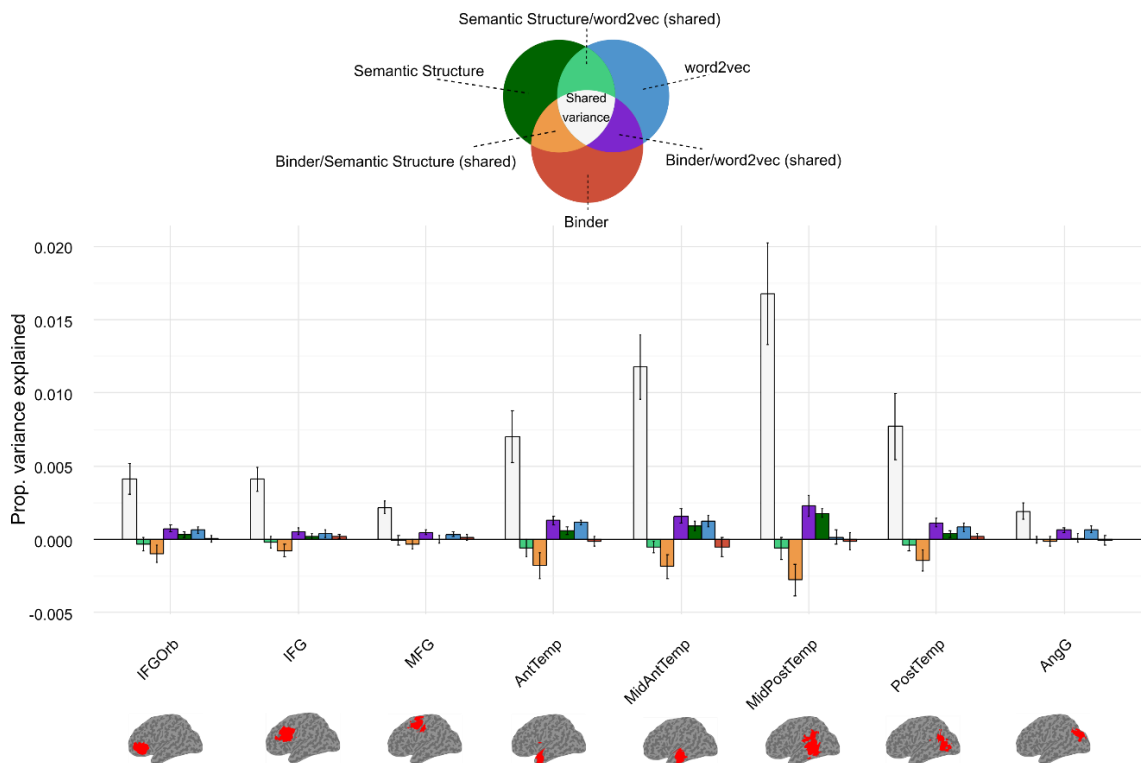 Semantic Structure/word2vec (shared)
Semantic Structure
word2vec
Shared
variance
Binder/Semantic Structure (shared)
Binder/word2vec (shared)
Binder
Prop. variance explained
0.020
0.015
0.010
0.005
0.000
-0.005
IFGOrb
IFG
MFG
AntTemp
MidAntTemp
MidPostTemp
PostTemp
AngG